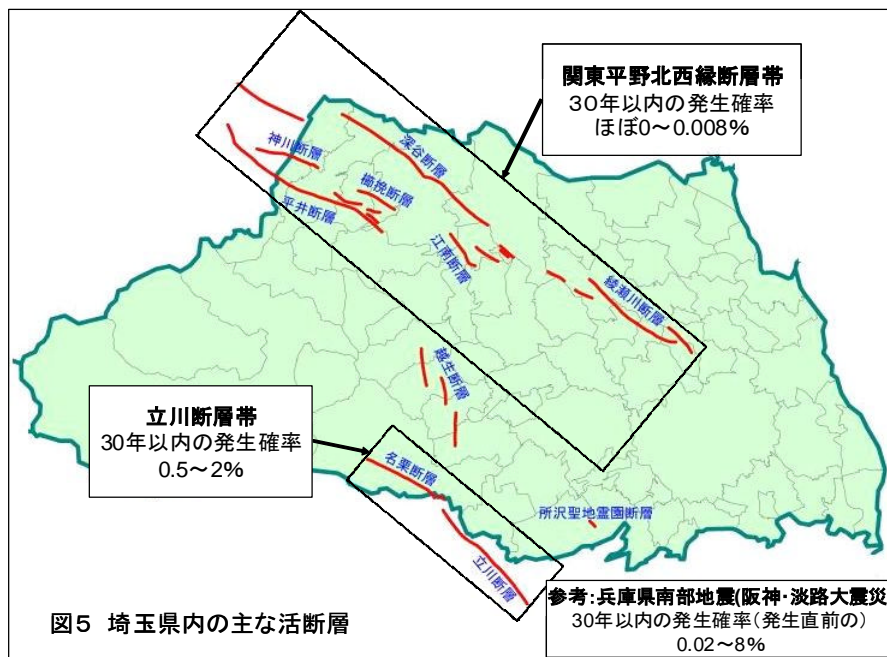 関東平野北西縁断層帯
30年以内の発生確率
ほぼ0～0.008%
深谷断層
神川断層
櫛挽断層
平井断層
江南断層
綾瀬川断層
越生断層
立川断層帯
30年以内の発生確率
0.5～2%
名栗断層
所沢聖地霊園断層
立川断層
参考:兵庫県南部地震(阪神･淡路大震災
30年以内の発生確率(発生直前の)
0.02～8%
図5 埼玉県内の主な活断層